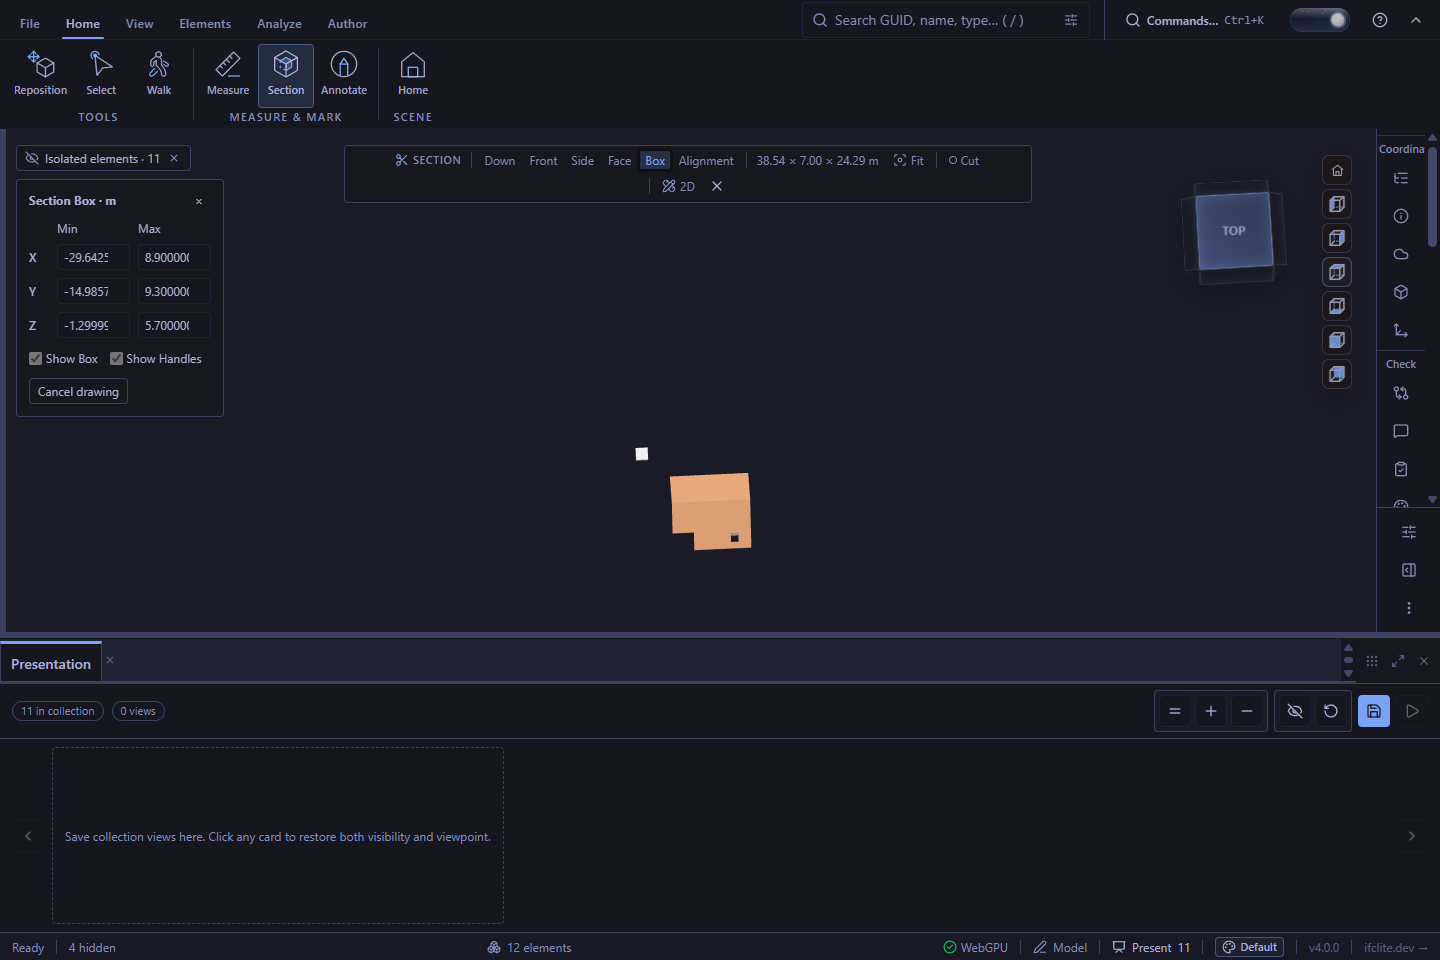 File Home View Elements Analyze Author
Search GUID, name, type... ( / )
Commands... Ctrl+K
Reposition Select Walk
Measure Section Annotate
Home
TOOLS
MEASURE & MARK
SCENE
Isolated elements · 11 ×
SECTION Down Front Side Face Box Alignment 38.54 × 7.00 × 24.29 m Fit Cut
2D
Section Box · m ×
Min Max
X -29.6425 8.900000
Y -14.9857 9.300000
Z -1.29999 5.700000
Show Box Show Handles
Cancel drawing
TOP
Coordina
Check
Presentation ×
11 in collection 0 views
Save collection views here. Click any card to restore both visibility and viewpoint.
Ready 4 hidden 12 elements WebGPU Model Present 11 Default v4.0.0 ifclite.dev →